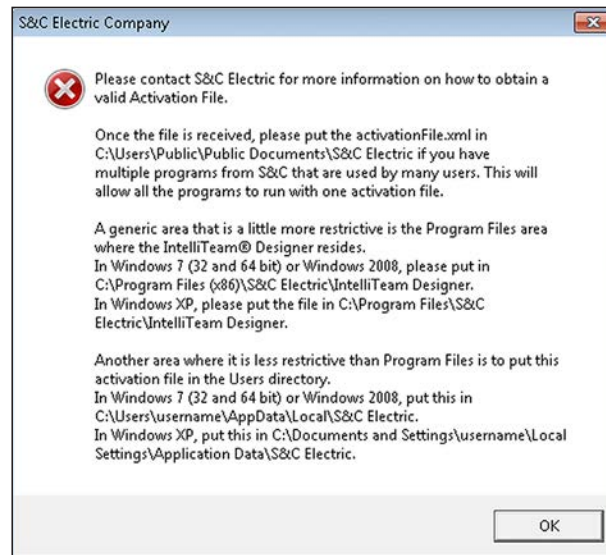 S&C Electric Company
Please contact S&C Electric for more information on how to obtain a
valid Activation File.
Once the file is received, please put the activationFile.xml in
C:\Users\Public\Public Documents\S&C Electric if you have
multiple programs from S&C that are used by many users. This will
allow all the programs to run with one activation file.
A generic area that is a little more restrictive is the Program Files area
where the IntelliTeam® Designer resides.
In Windows 7 (32 and 64 bit) or Windows 2008, please put in
C:\Program Files (x86)\S&C Electric\IntelliTeam Designer.
In Windows XP, please put the file in C:\Program Files\S&C
Electric\IntelliTeam Designer.
Another area where it is less restrictive than Program Files is to put this
activation file in the Users directory.
In Windows 7 (32 and 64 bit) or Windows 2008, put this in
C:\Users\username\AppData\Local\S&C Electric.
In Windows XP, put this in C:\Documents and Settings\username\Local
Settings\Application Data\S&C Electric.
OK